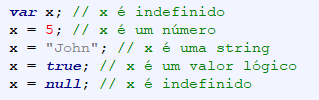 var x; // x é indefinido
x = 5; // x é um número
x = "John"; // x é uma string
x = true; // x é um valor lógico
x = null; // x é indefinido